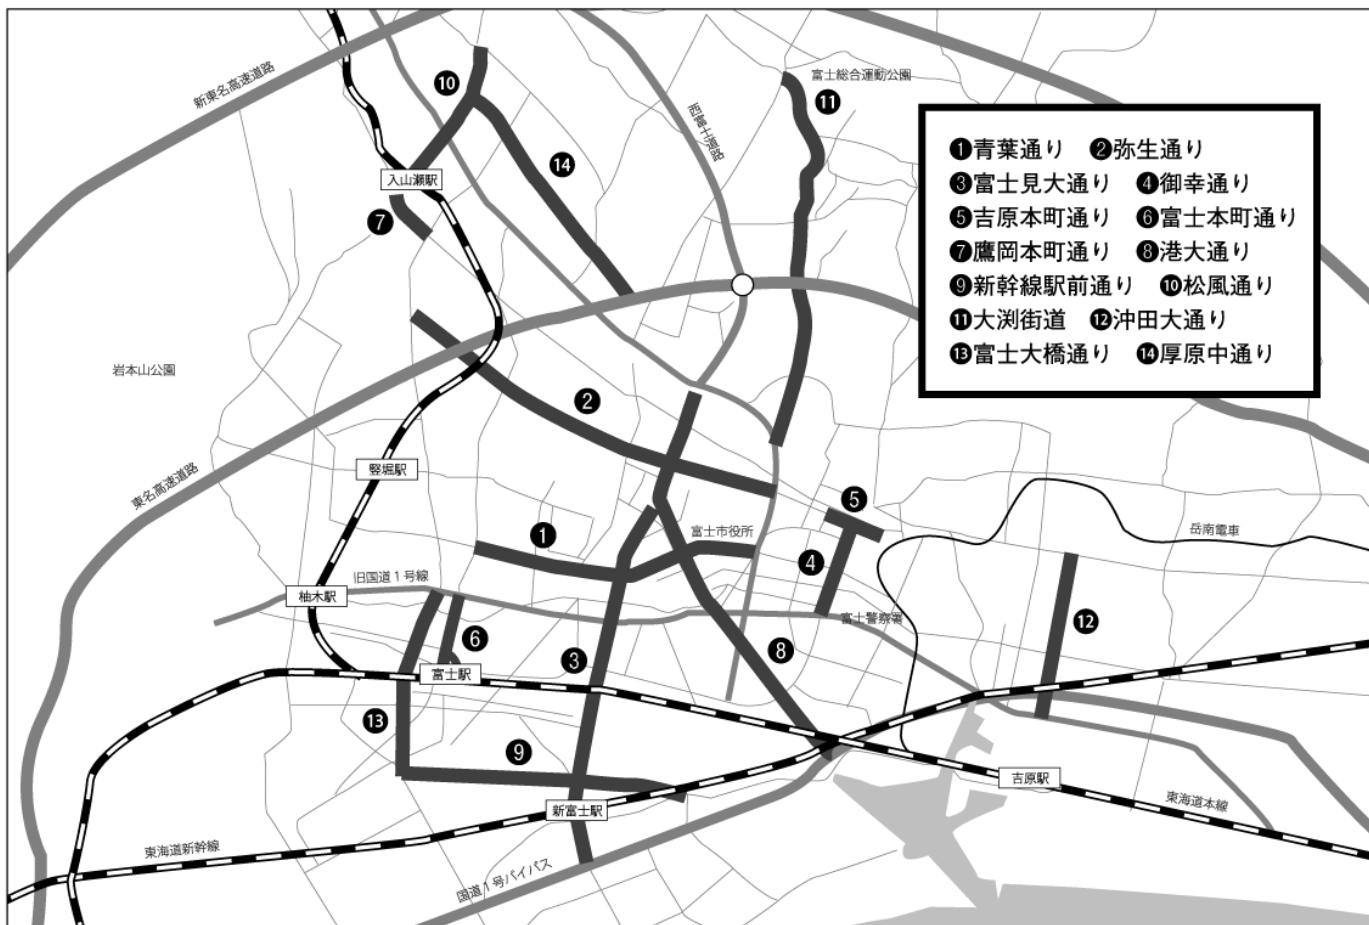 ❶青葉通り ❷弥生通り
❸富士見大通り ❹御幸通り
❺吉原本町通り ❻富士本町通り
❼鷹岡本町通り ❽港大通り
❾新幹線駅前通り ❿松風通り
⓫大渕街道 ⓬沖田大通り
⓭富士大橋通り ⓮厚原中通り
新東名高速道路
❿
富士総合運動公園
⓫
西富士道路
⓮
入山瀬駅
❼
岩本山公園
❷
東名高速道路
竪堀駅
❺
富士市役所
岳南電車
❶
❹
旧国道1号線
柚木駅
富士警察署
⓬
❻
❸
❽
富士駅
⓭
❾
吉原駅
新富士駅
東海道本線
東海道新幹線
国道1号バイパス